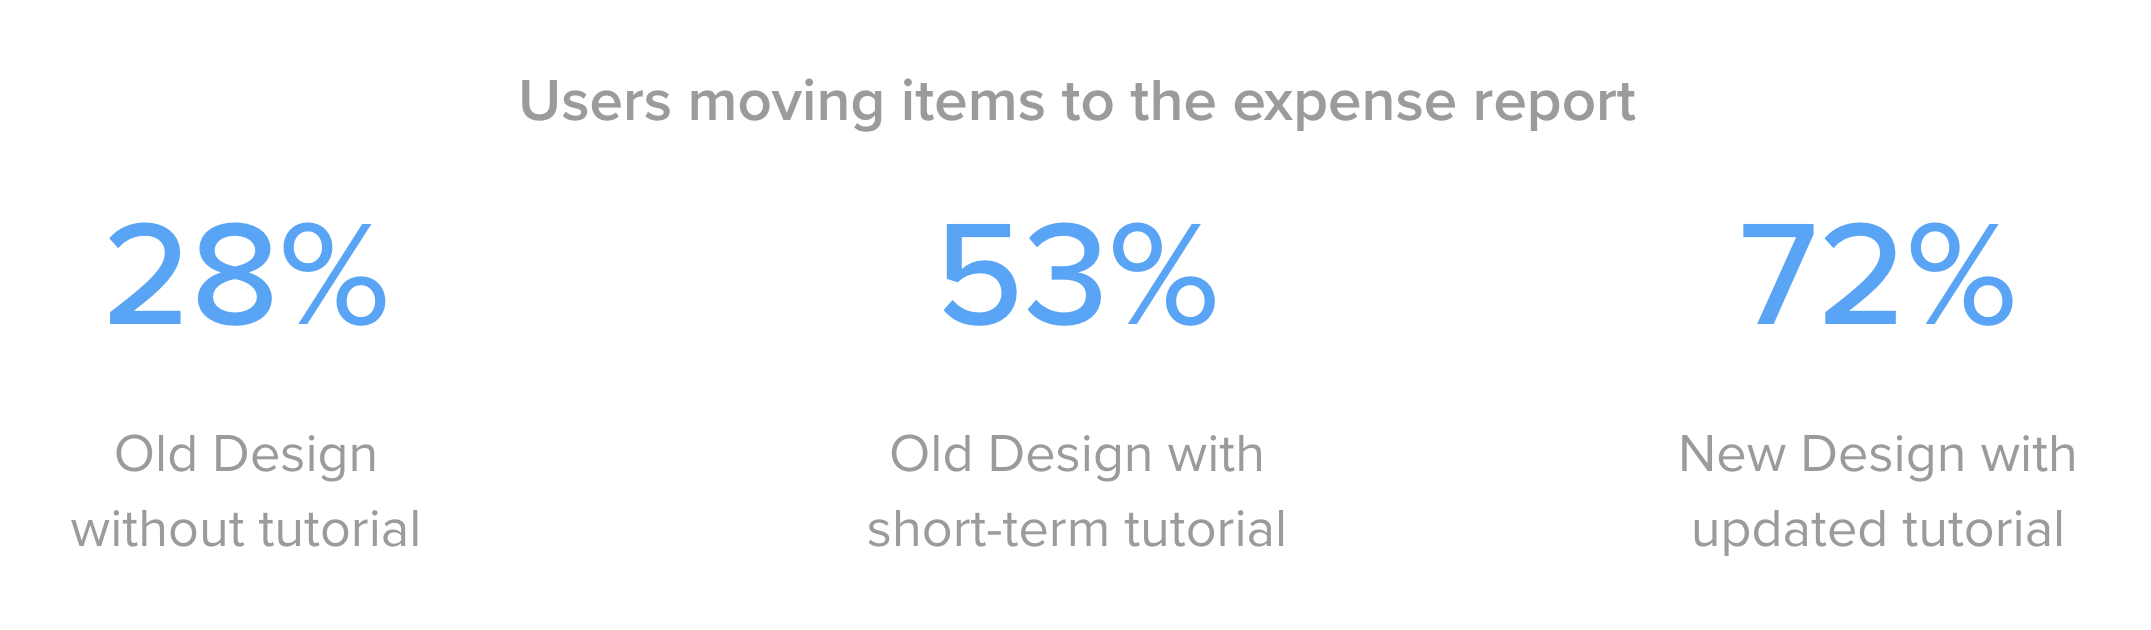 Users moving items to the expense report
28%
53%
72%
Old Design
without tutorial
Old Design with
short-term tutorial
New Design with
updated tutorial